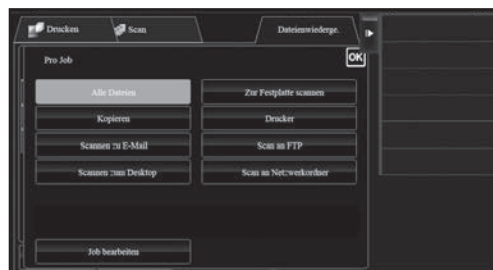 Drucken Scan Dateienwiederge.
Pro Job OK
Alle Dateien Zur Festplatte scannen
Kopieren Drucker
Scannen zu E-Mail Scan an FTP
Scannen zum Desktop Scan an Netzwerkordner
Job bearbeiten